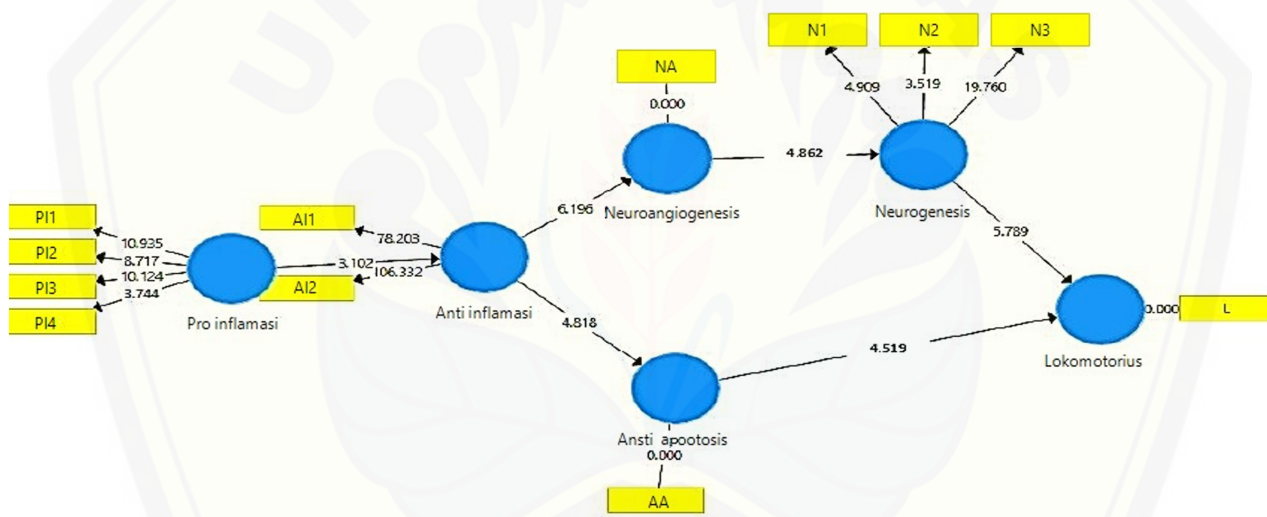 N1
N2
N3
NA
0.000
4.909
3.519
19.760
4.862
Neuroangiogenesis
Neurogenesis
6.196
5.789
PI1
PI2
PI3
PI4
10.935
8.717
10.124
3.744
AI1
AI2
78.203
3.102
106.332
Pro inflamasi
Anti inflamasi
4.818
4.519
0.000
L
Lokomotorius
Ansti apootosis
0.000
AA